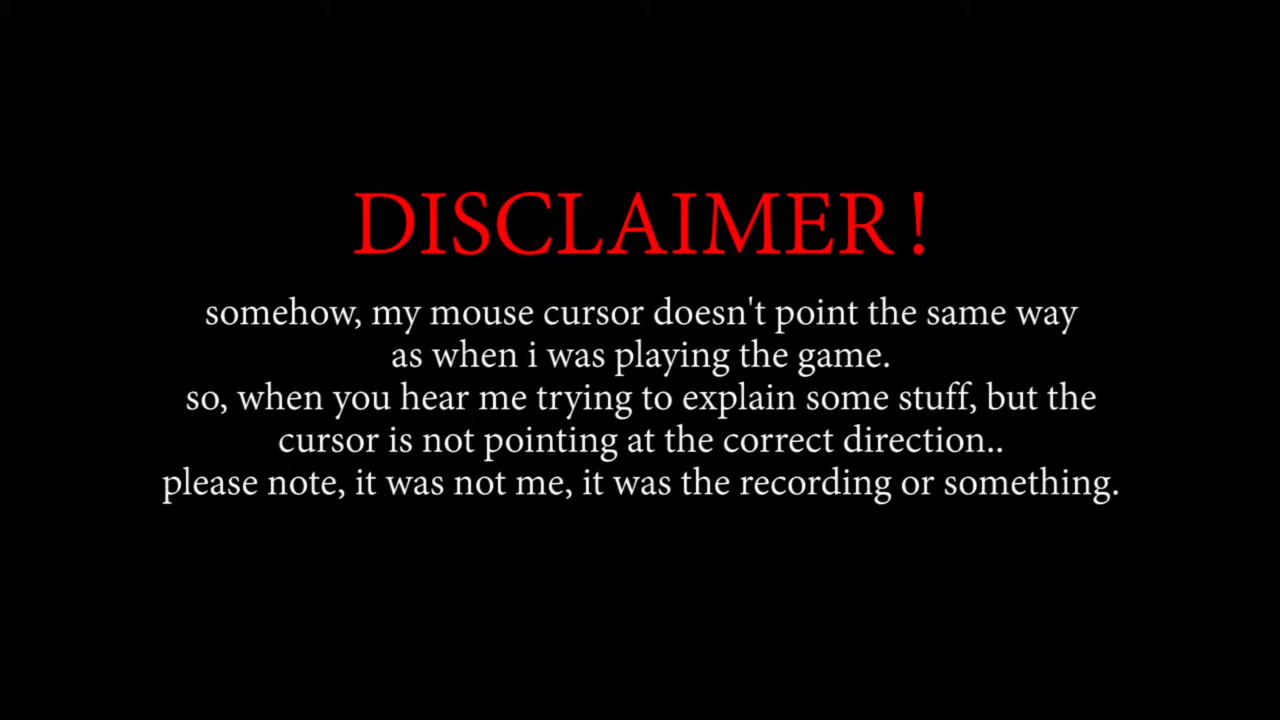 DISCLAIMER!
somehow, my mouse cursor doesn't point the same way
as when i was playing the game.
so, when you hear me trying to explain some stuff, but the
cursor is not pointing at the correct direction..
please note, it was not me, it was the recording or something.